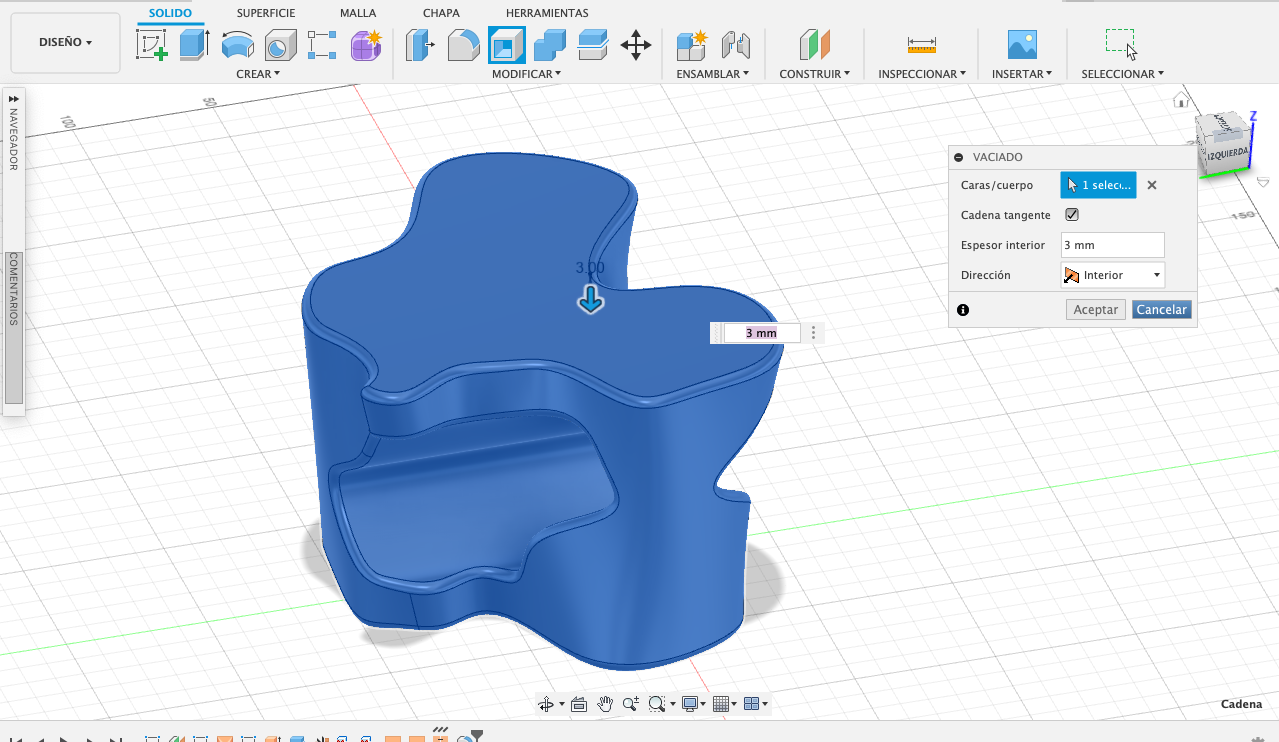 SOLIDO SUPERFICIE MALLA CHAPA HERRAMIENTAS
DISEÑO
CREAR MODIFICAR ENSAMBLAR CONSTRUIR INSPECCIONAR INSERTAR SELECCIONAR
NAVEGADOR
COMENTARIOS
50
100
150
Z
IZQUIERDA
VACIADO
Caras/cuerpo 1 selec...
Cadena tangente
Espesor interior 3 mm
Dirección Interior
Aceptar Cancelar
3.00
3 mm
Cadena